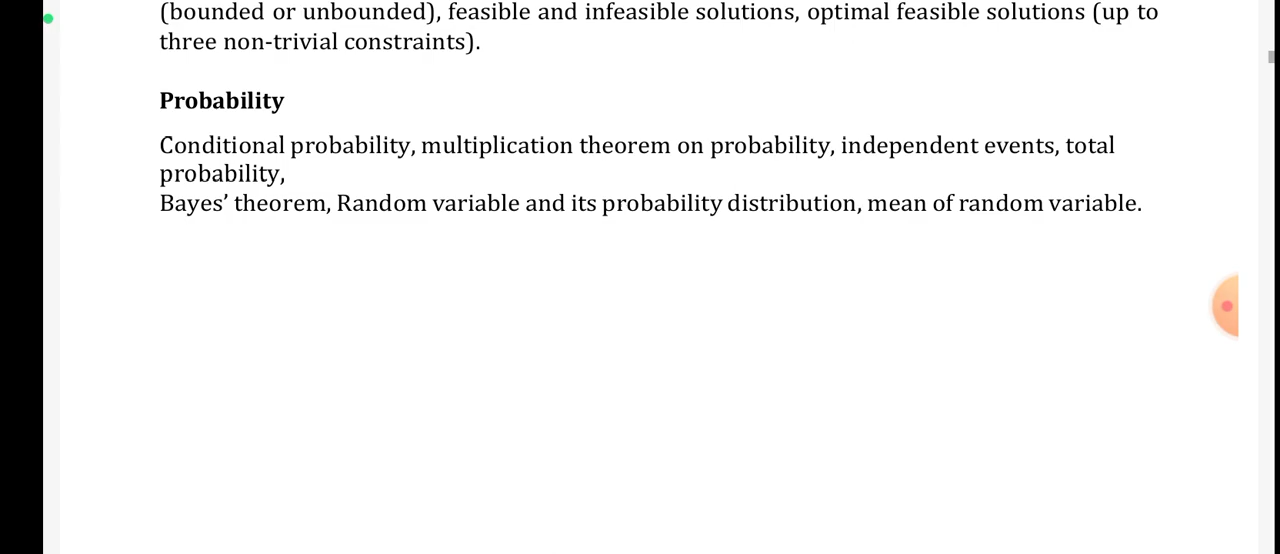 (bounded or unbounded), feasible and infeasible solutions, optimal feasible solutions (up to
three non-trivial constraints).
Probability
Conditional probability, multiplication theorem on probability, independent events, total
probability,
Bayes’ theorem, Random variable and its probability distribution, mean of random variable.